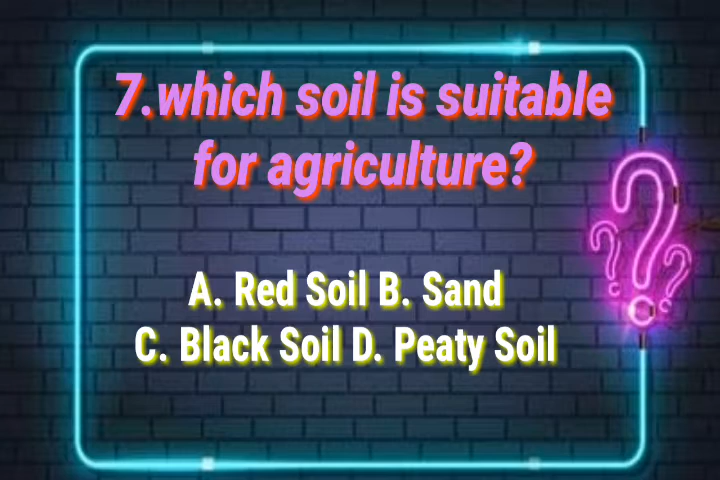 7.which soil is suitable
for agriculture?
A. Red Soil B. Sand
C. Black Soil D. Peaty Soil